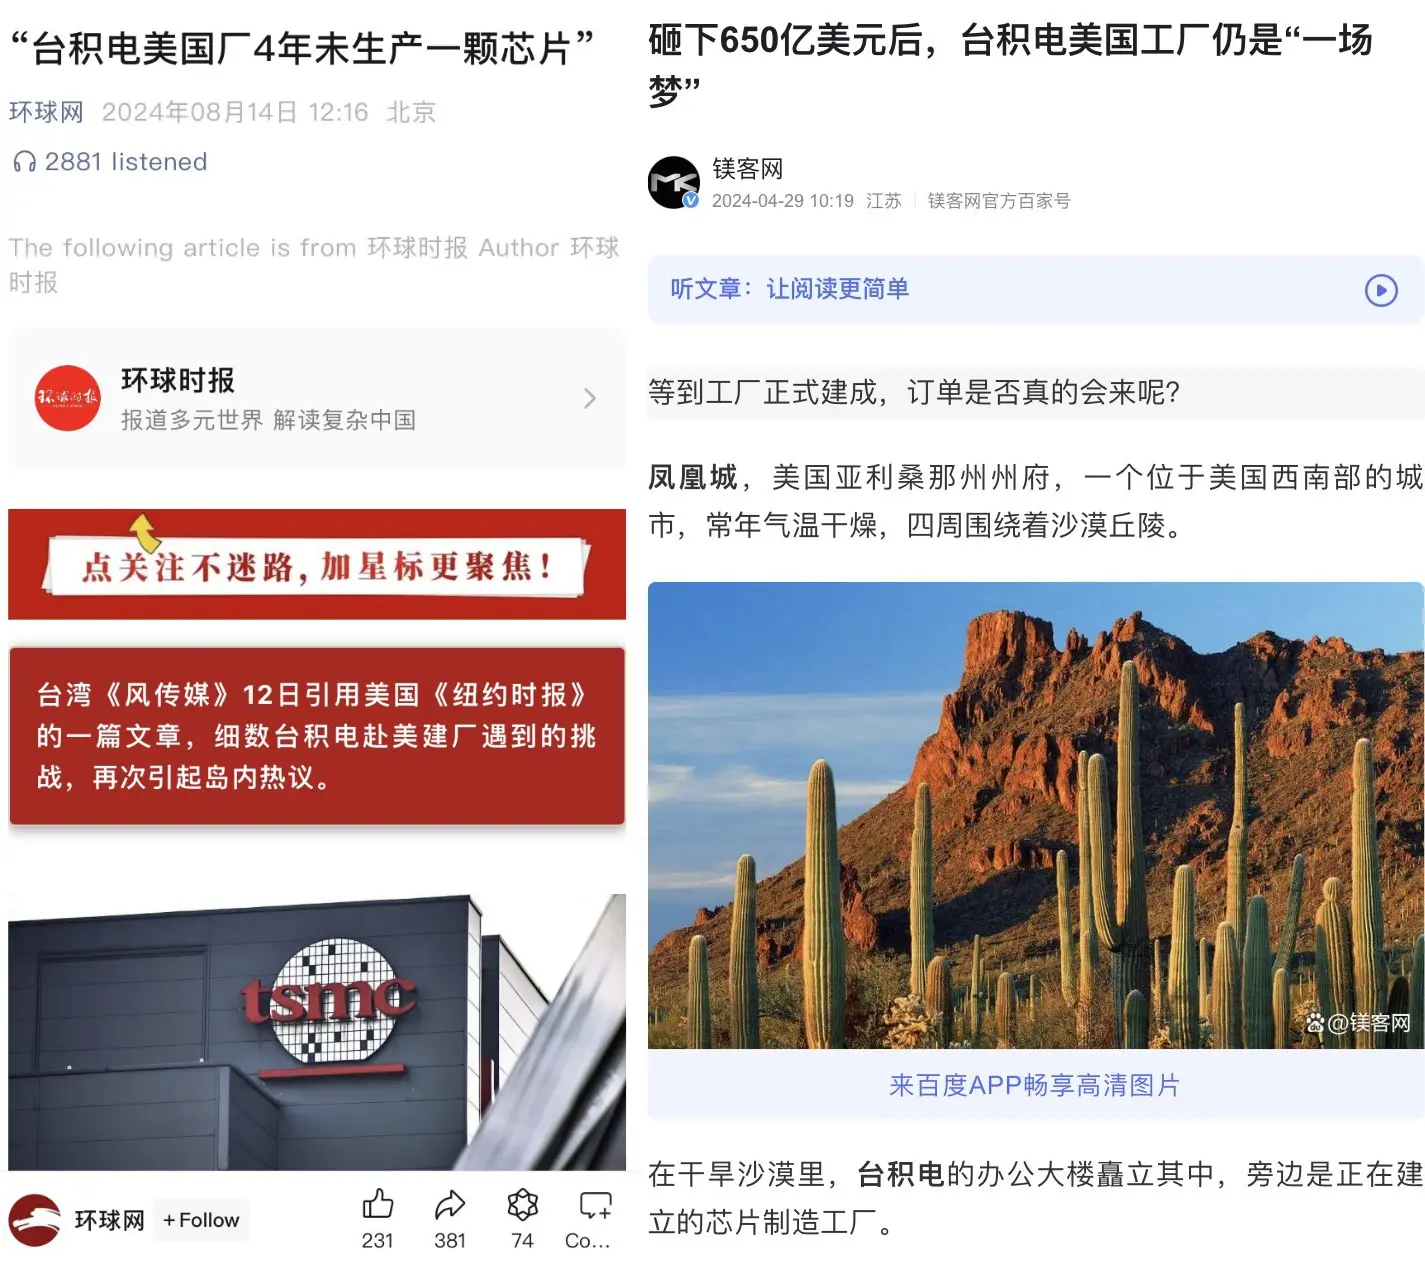 “台积电美国厂4年未生产一颗芯片”
环球网 2024年08月14日 12:16 北京
2881 listened
The following article is from 环球时报 Author 环球
时报
环球时报
环球时报
报道多元世界 解读复杂中国
点关注不迷路，加星标更聚焦！
台湾《风传媒》12日引用美国《纽约时报》
的一篇文章，细数台积电赴美建厂遇到的挑
战，再次引起岛内热议。
tsmc
环球网 +Follow
231 381 74 Co...
砸下650亿美元后，台积电美国工厂仍是“一场
梦”
MK
镁客网
2024-04-29 10:19 江苏 镁客网官方百家号
听文章：让阅读更简单
等到工厂正式建成，订单是否真的会来呢？
凤凰城，美国亚利桑那州州府，一个位于美国西南部的城
市，常年气温干燥，四周围绕着沙漠丘陵。
@镁客网
来百度APP畅享高清图片
在干旱沙漠里，台积电的办公大楼矗立其中，旁边是正在建
立的芯片制造工厂。